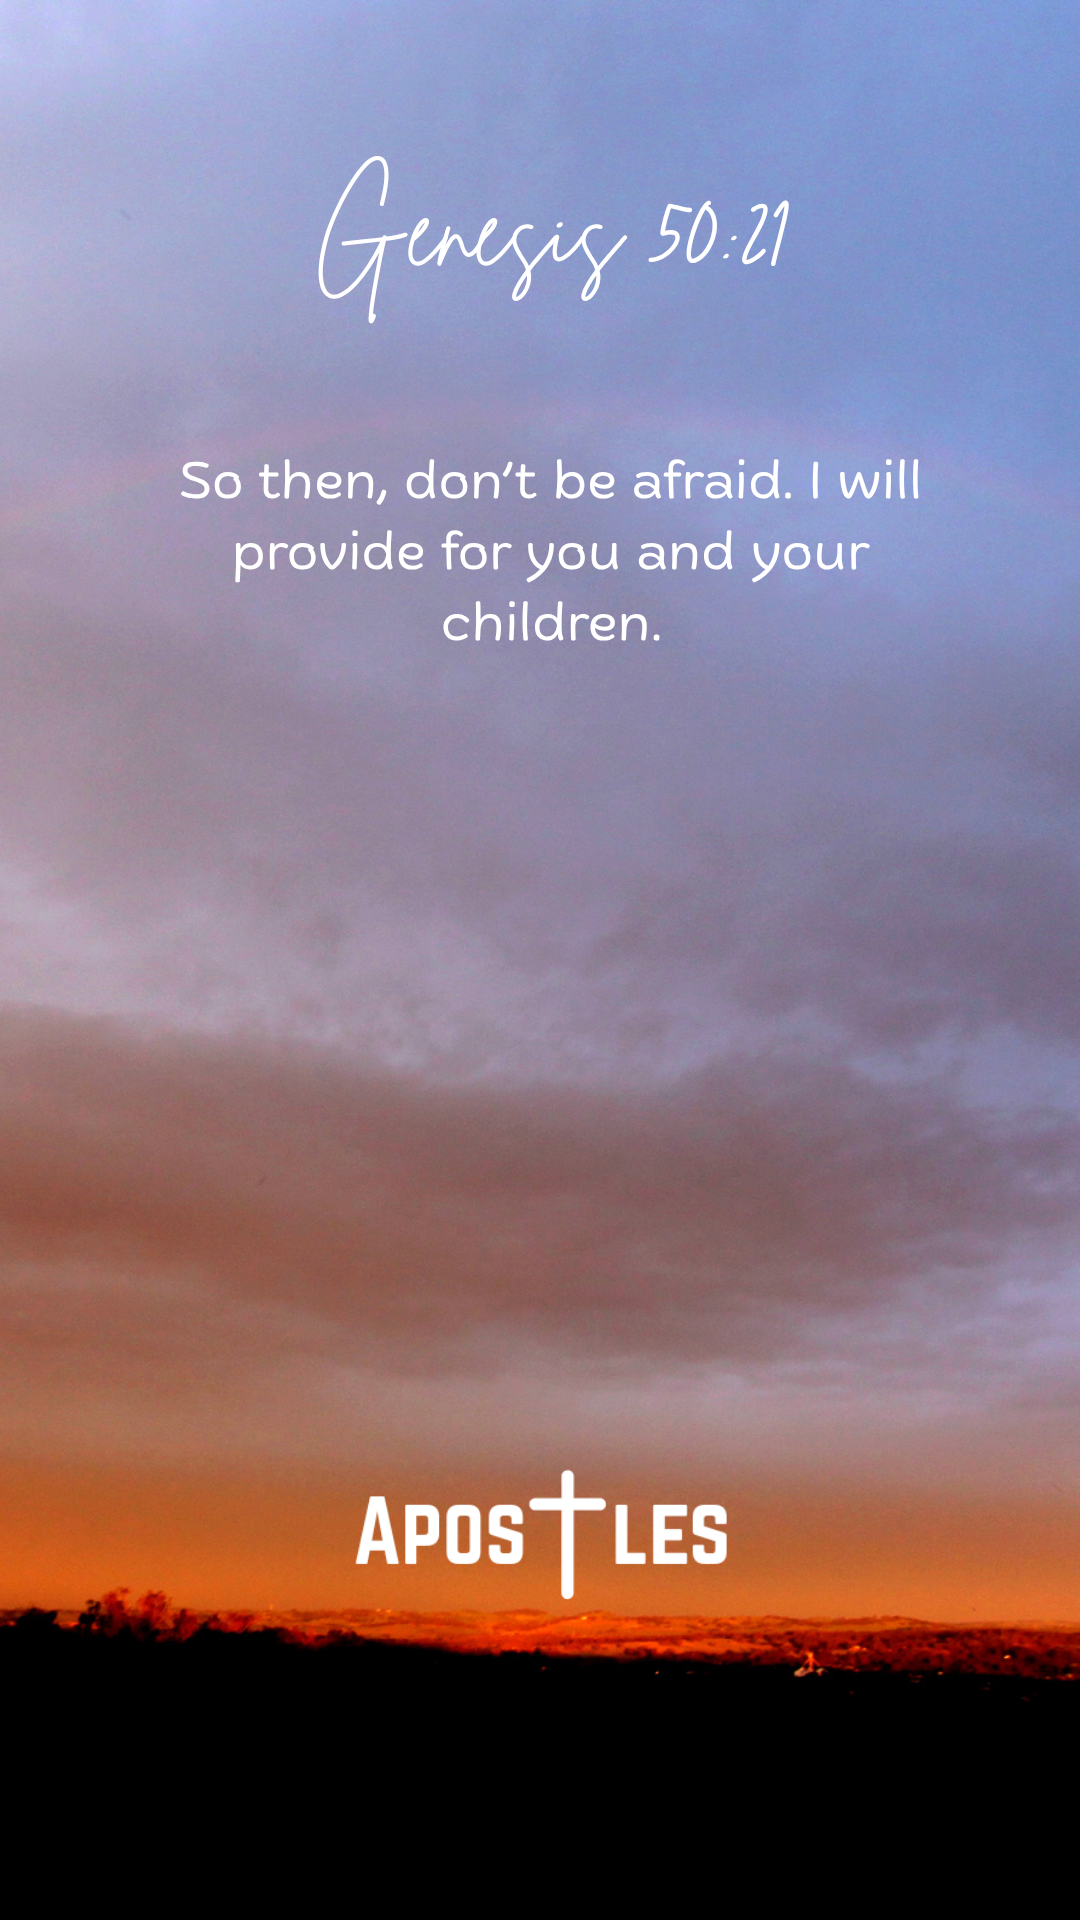 Genesis 50:21
So then, don’t be afraid. I will
provide for you and your
children.
APOSTLES